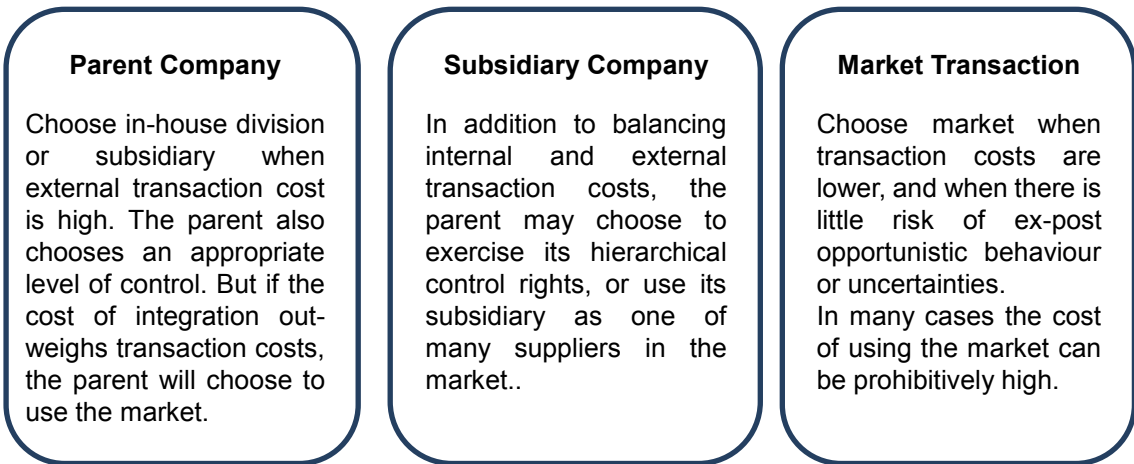 Parent Company
Choose in-house division
or subsidiary when
external transaction cost
is high. The parent also
chooses an appropriate
level of control. But if the
cost of integration out-
weighs transaction costs,
the parent will choose to
use the market.
Subsidiary Company
In addition to balancing
internal and external
transaction costs, the
parent may choose to
exercise its hierarchical
control rights, or use its
subsidiary as one of
many suppliers in the
market..
Market Transaction
Choose market when
transaction costs are
lower, and when there is
little risk of ex-post
opportunistic behaviour
or uncertainties.
In many cases the cost
of using the market can
be prohibitively high.